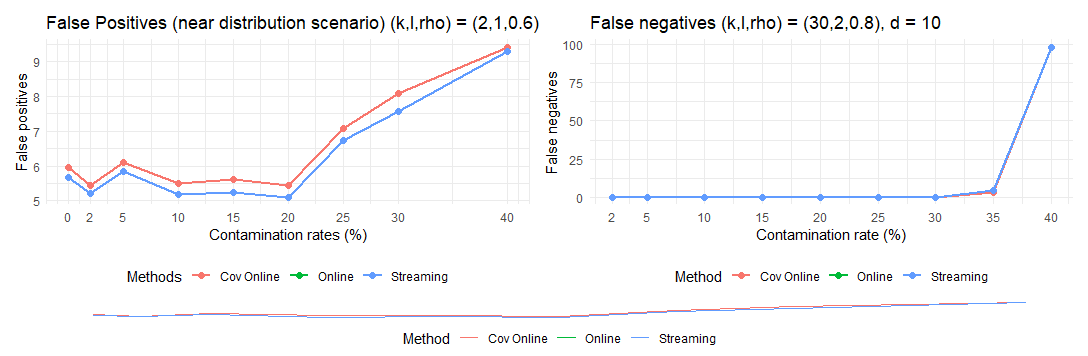 False Positives (near distribution scenario) (k,l,rho) = (2,1,0.6)
False positives
9
8
7
6
5
0 2 5 10 15 20 25 30 40
Contamination rates (%)
Methods Cov Online Online Streaming
False negatives (k,l,rho) = (30,2,0.8), d = 10
False negatives
100
75
50
25
0
2 5 10 15 20 25 30 35 40
Contamination rate (%)
Method Cov Online Online Streaming
Method Cov Online Online Streaming